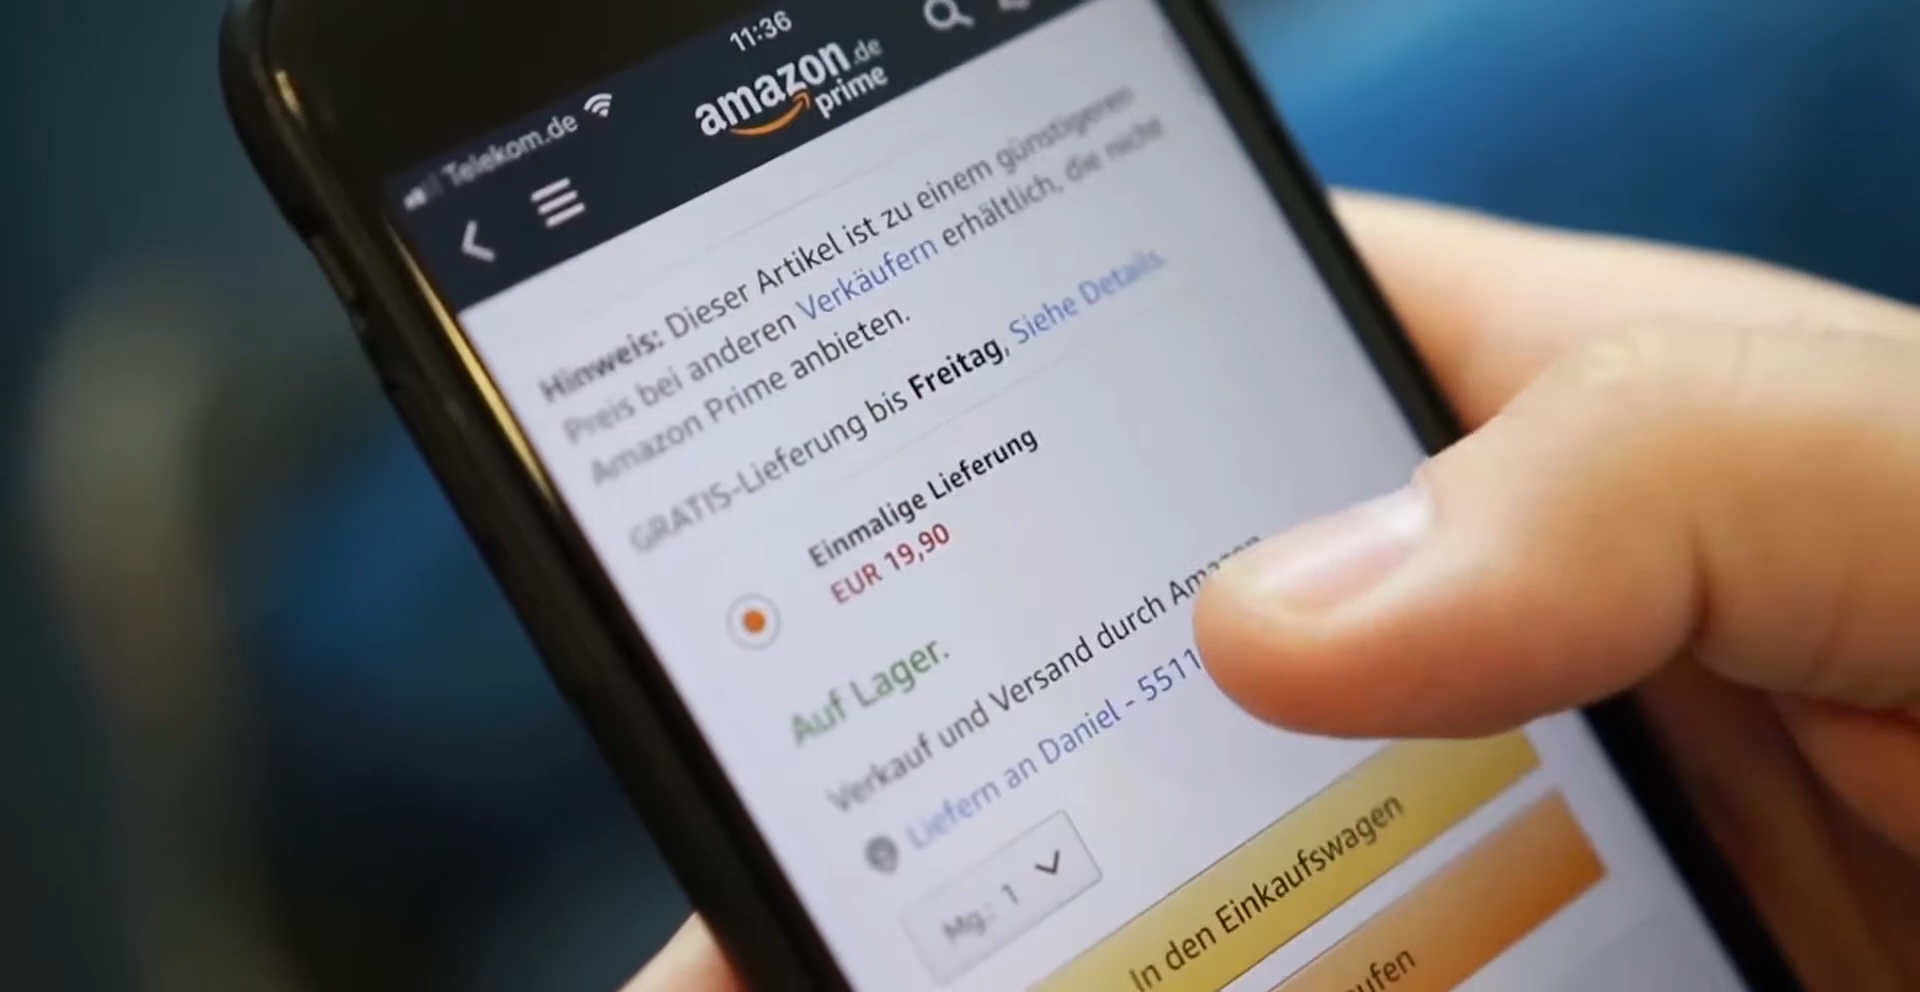 11:36
Telekom.de
amazon.de
prime
Hinweis: Dieser Artikel ist zu einem günstigeren
Preis bei anderen Verkäufern erhältlich, die nicht
Amazon Prime anbieten.
GRATIS-Lieferung bis Freitag, Siehe Details.
Einmalige Lieferung
EUR 19,90
Auf Lager.
Verkauf und Versand durch Amazon
Liefern an Daniel - 5511
Mg.: 1
In den Einkaufswagen